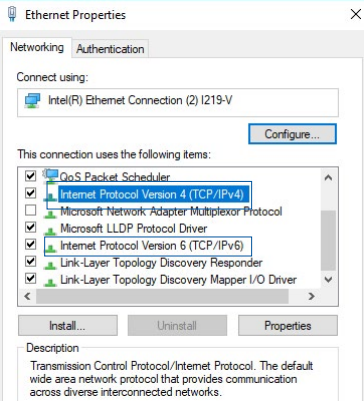 Ethernet Properties
Networking
Authentication
Connect using:
Intel(R) Ethernet Connection (2) I219-V
Configure...
This connection uses the following items:
QoS Packet Scheduler
Internet Protocol Version 4 (TCP/IPv4)
Microsoft Network Adapter Multiplexor Protocol
Microsoft LLDP Protocol Driver
Internet Protocol Version 6 (TCP/IPv6)
Link-Layer Topology Discovery Responder
Link-Layer Topology Discovery Mapper I/O Driver
Install...
Uninstall
Properties
Description
Transmission Control Protocol/Internet Protocol. The default
wide area network protocol that provides communication
across diverse interconnected networks.